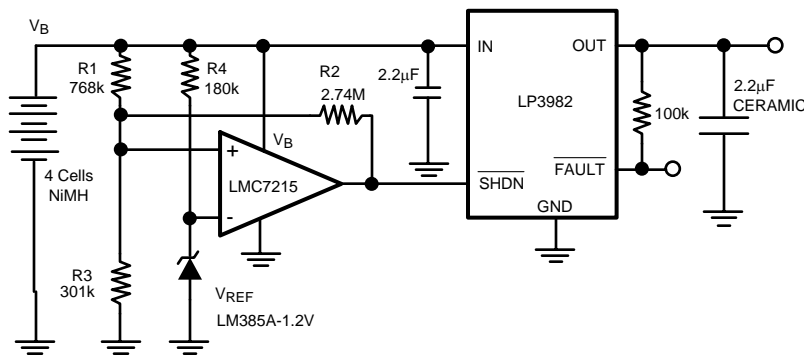 VB
R1
768k
R4
180k
R2
2.74M
2.2μF
IN
OUT
LP3982
2.2μF
CERAMIC
100k
VB
+
LMC7215
-
SHDN
FAULT
GND
4 Cells
NiMH
R3
301k
VREF
LM385A-1.2V